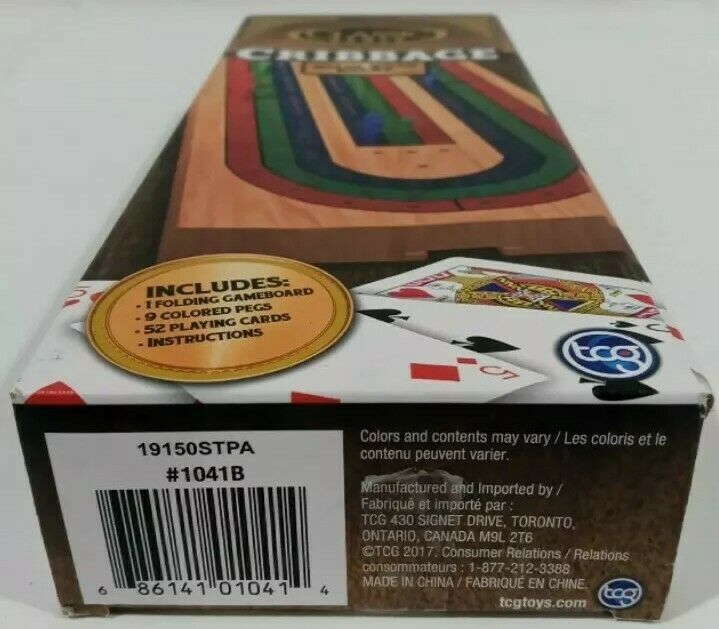 CRIBBAGE
INCLUDES:
• 1 FOLDING GAMEBOARD
• 9 COLORED PEGS
• 52 PLAYING CARDS
• INSTRUCTIONS
5
5
tcg
19150STPA
#1041B
6 86141 01041 4
Colors and contents may vary / Les coloris et le
contenu peuvent varier.
Manufactured and Imported by /
Fabriqué et importé par :
TCG 430 SIGNET DRIVE, TORONTO,
ONTARIO, CANADA M9L 2T6
©TCG 2017. Consumer Relations / Relations
consommateurs : 1-877-212-3388
MADE IN CHINA / FABRIQUÉ EN CHINE.
tcgtoys.com
tcg